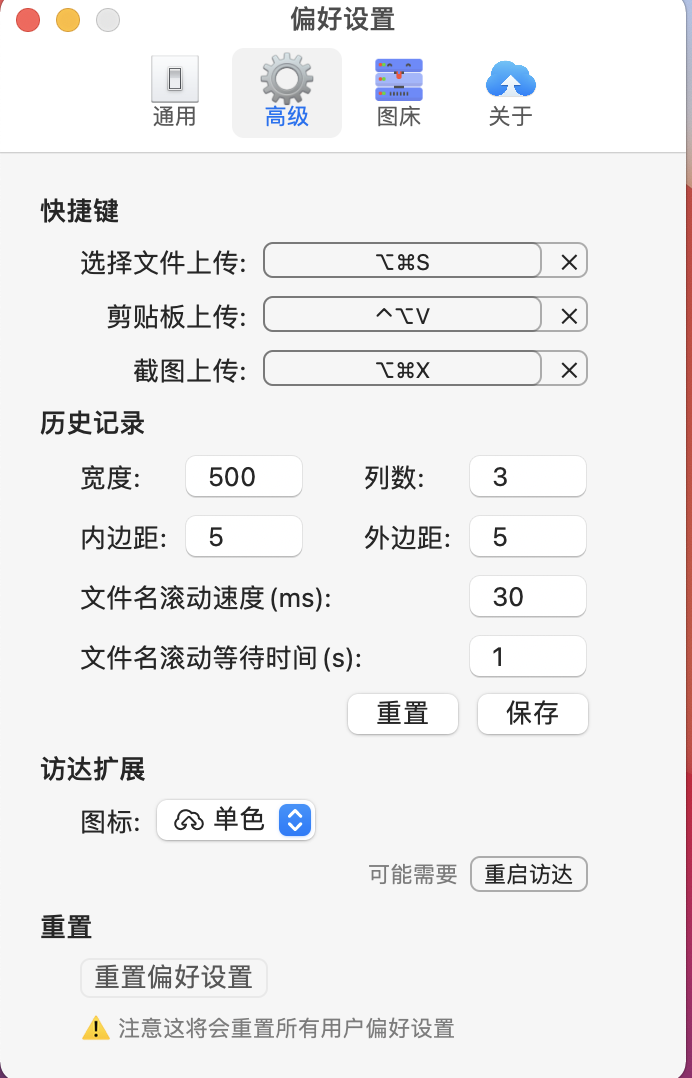 偏好设置
通用 高级 图床 关于
快捷键
选择文件上传: ⌥⌘S ×
剪贴板上传: ^⌥V ×
截图上传: ⌥⌘X ×
历史记录
宽度: 500 列数: 3
内边距: 5 外边距: 5
文件名滚动速度(ms): 30
文件名滚动等待时间(s): 1
重置 保存
访达扩展
图标: 单色
可能需要 重启访达
重置
重置偏好设置
⚠️ 注意这将会重置所有用户偏好设置